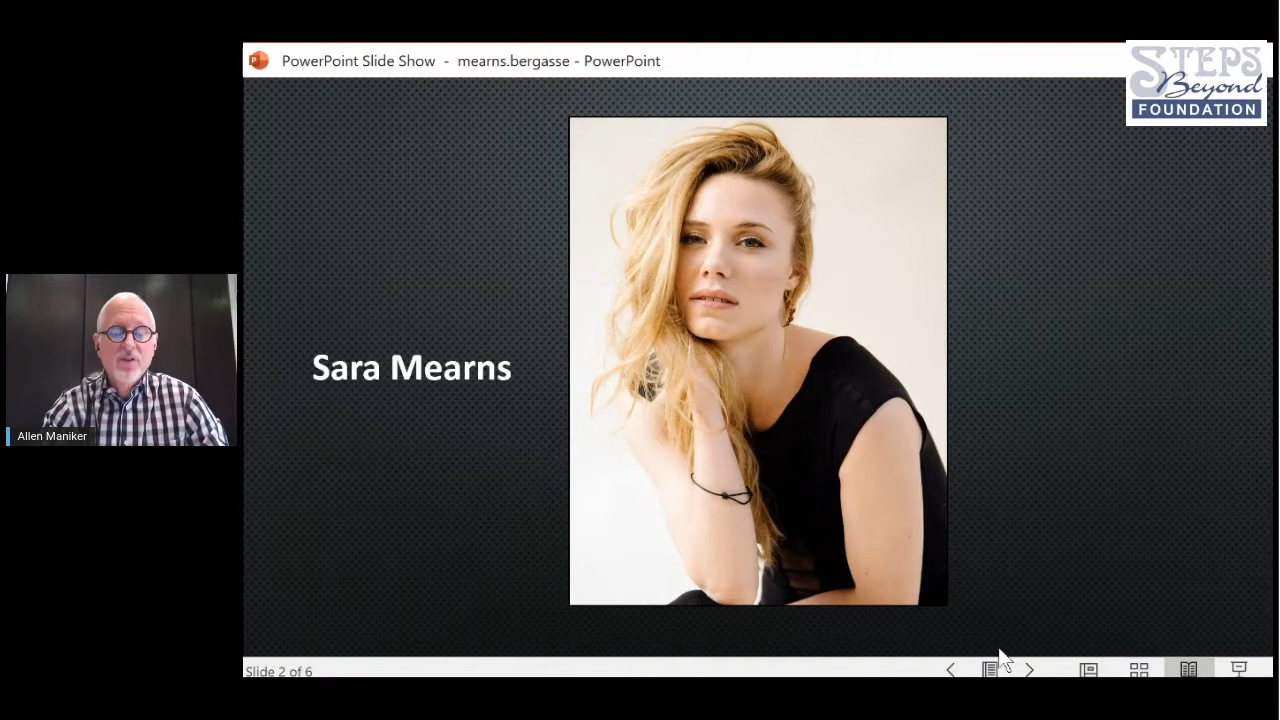 PowerPoint Slide Show - mearns.bergasse - PowerPoint
STEPS
Beyond
FOUNDATION
Sara Mearns
Allen Maniker
Slide 2 of 6